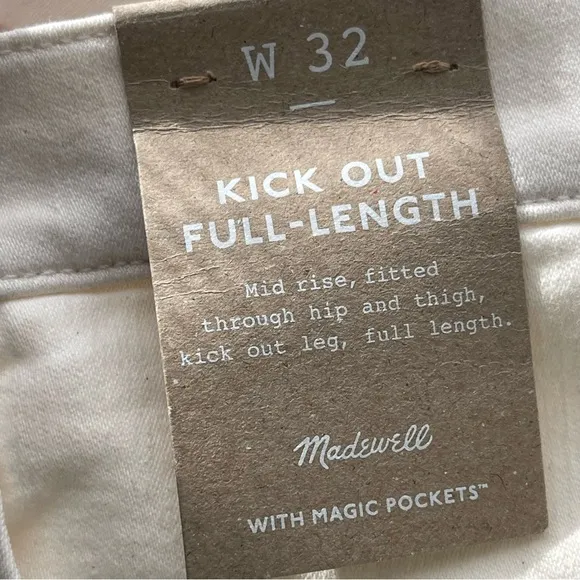 W 32
KICK OUT
FULL-LENGTH
Mid rise, fitted
through hip and thigh,
kick out leg, full length.
Madewell
WITH MAGIC POCKETS™